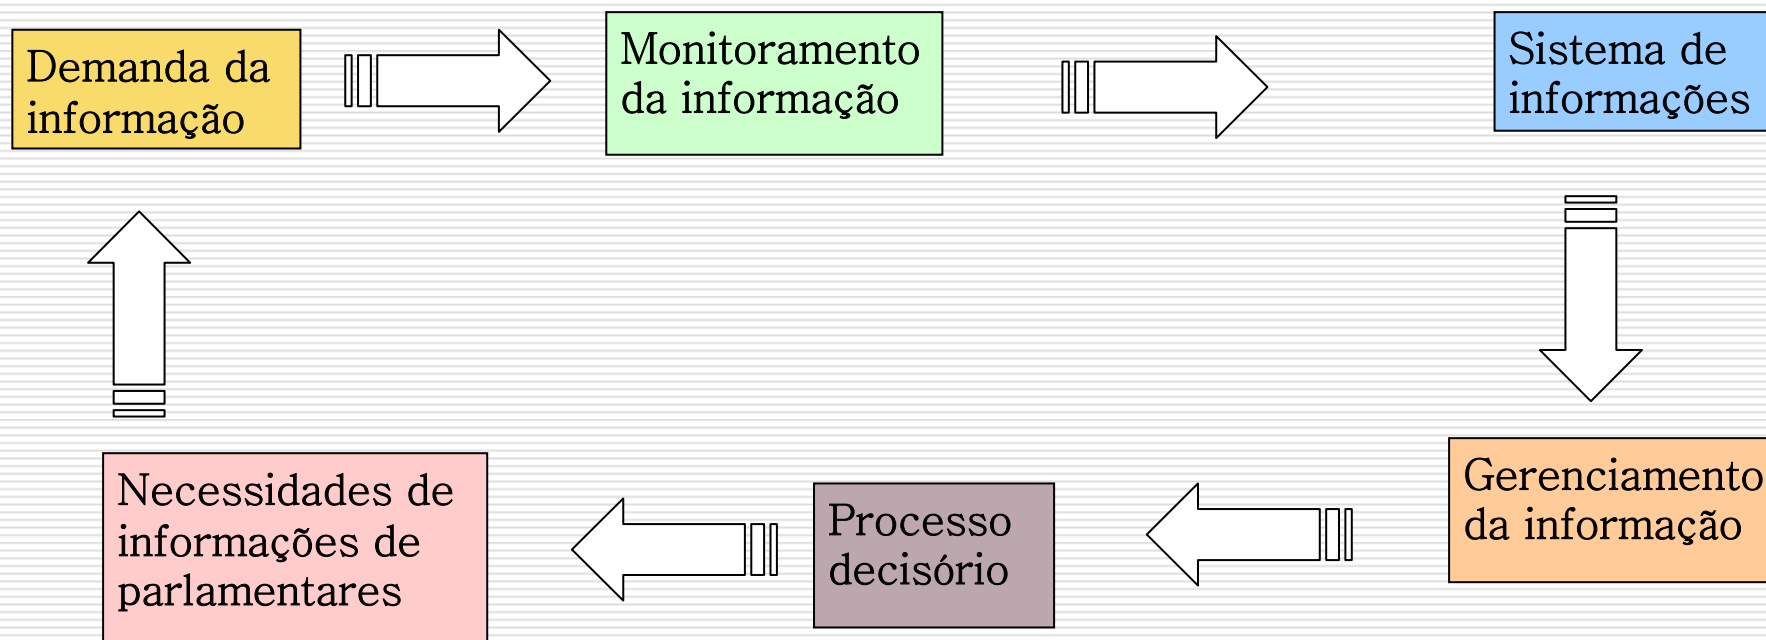 Demanda da
informação
Monitoramento
da informação
Sistema de
informações
Gerenciamento
da informação
Processo
decisório
Necessidades de
informações de
parlamentares